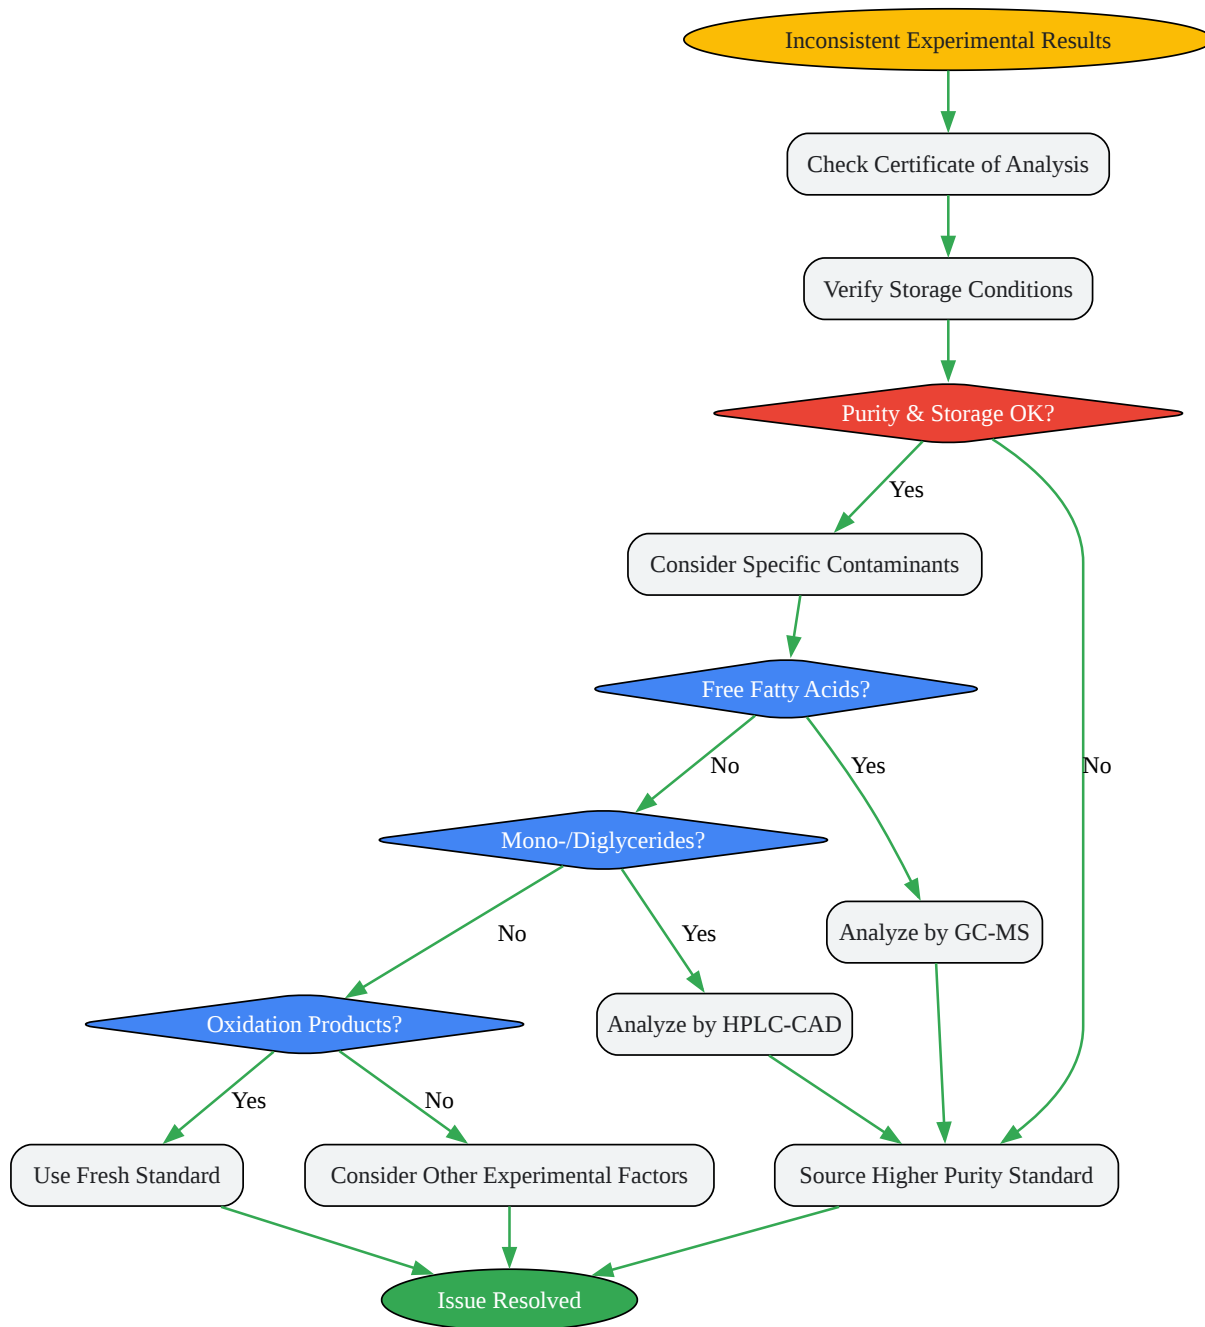 Inconsistent Experimental Results
Check Certificate of Analysis
Verify Storage Conditions
Purity & Storage OK?
Yes
Consider Specific Contaminants
Free Fatty Acids?
No
Yes
No
Mono-/Diglycerides?
No
Yes
Analyze by GC-MS
Oxidation Products?
Analyze by HPLC-CAD
Yes
No
Use Fresh Standard
Consider Other Experimental Factors
Source Higher Purity Standard
Issue Resolved